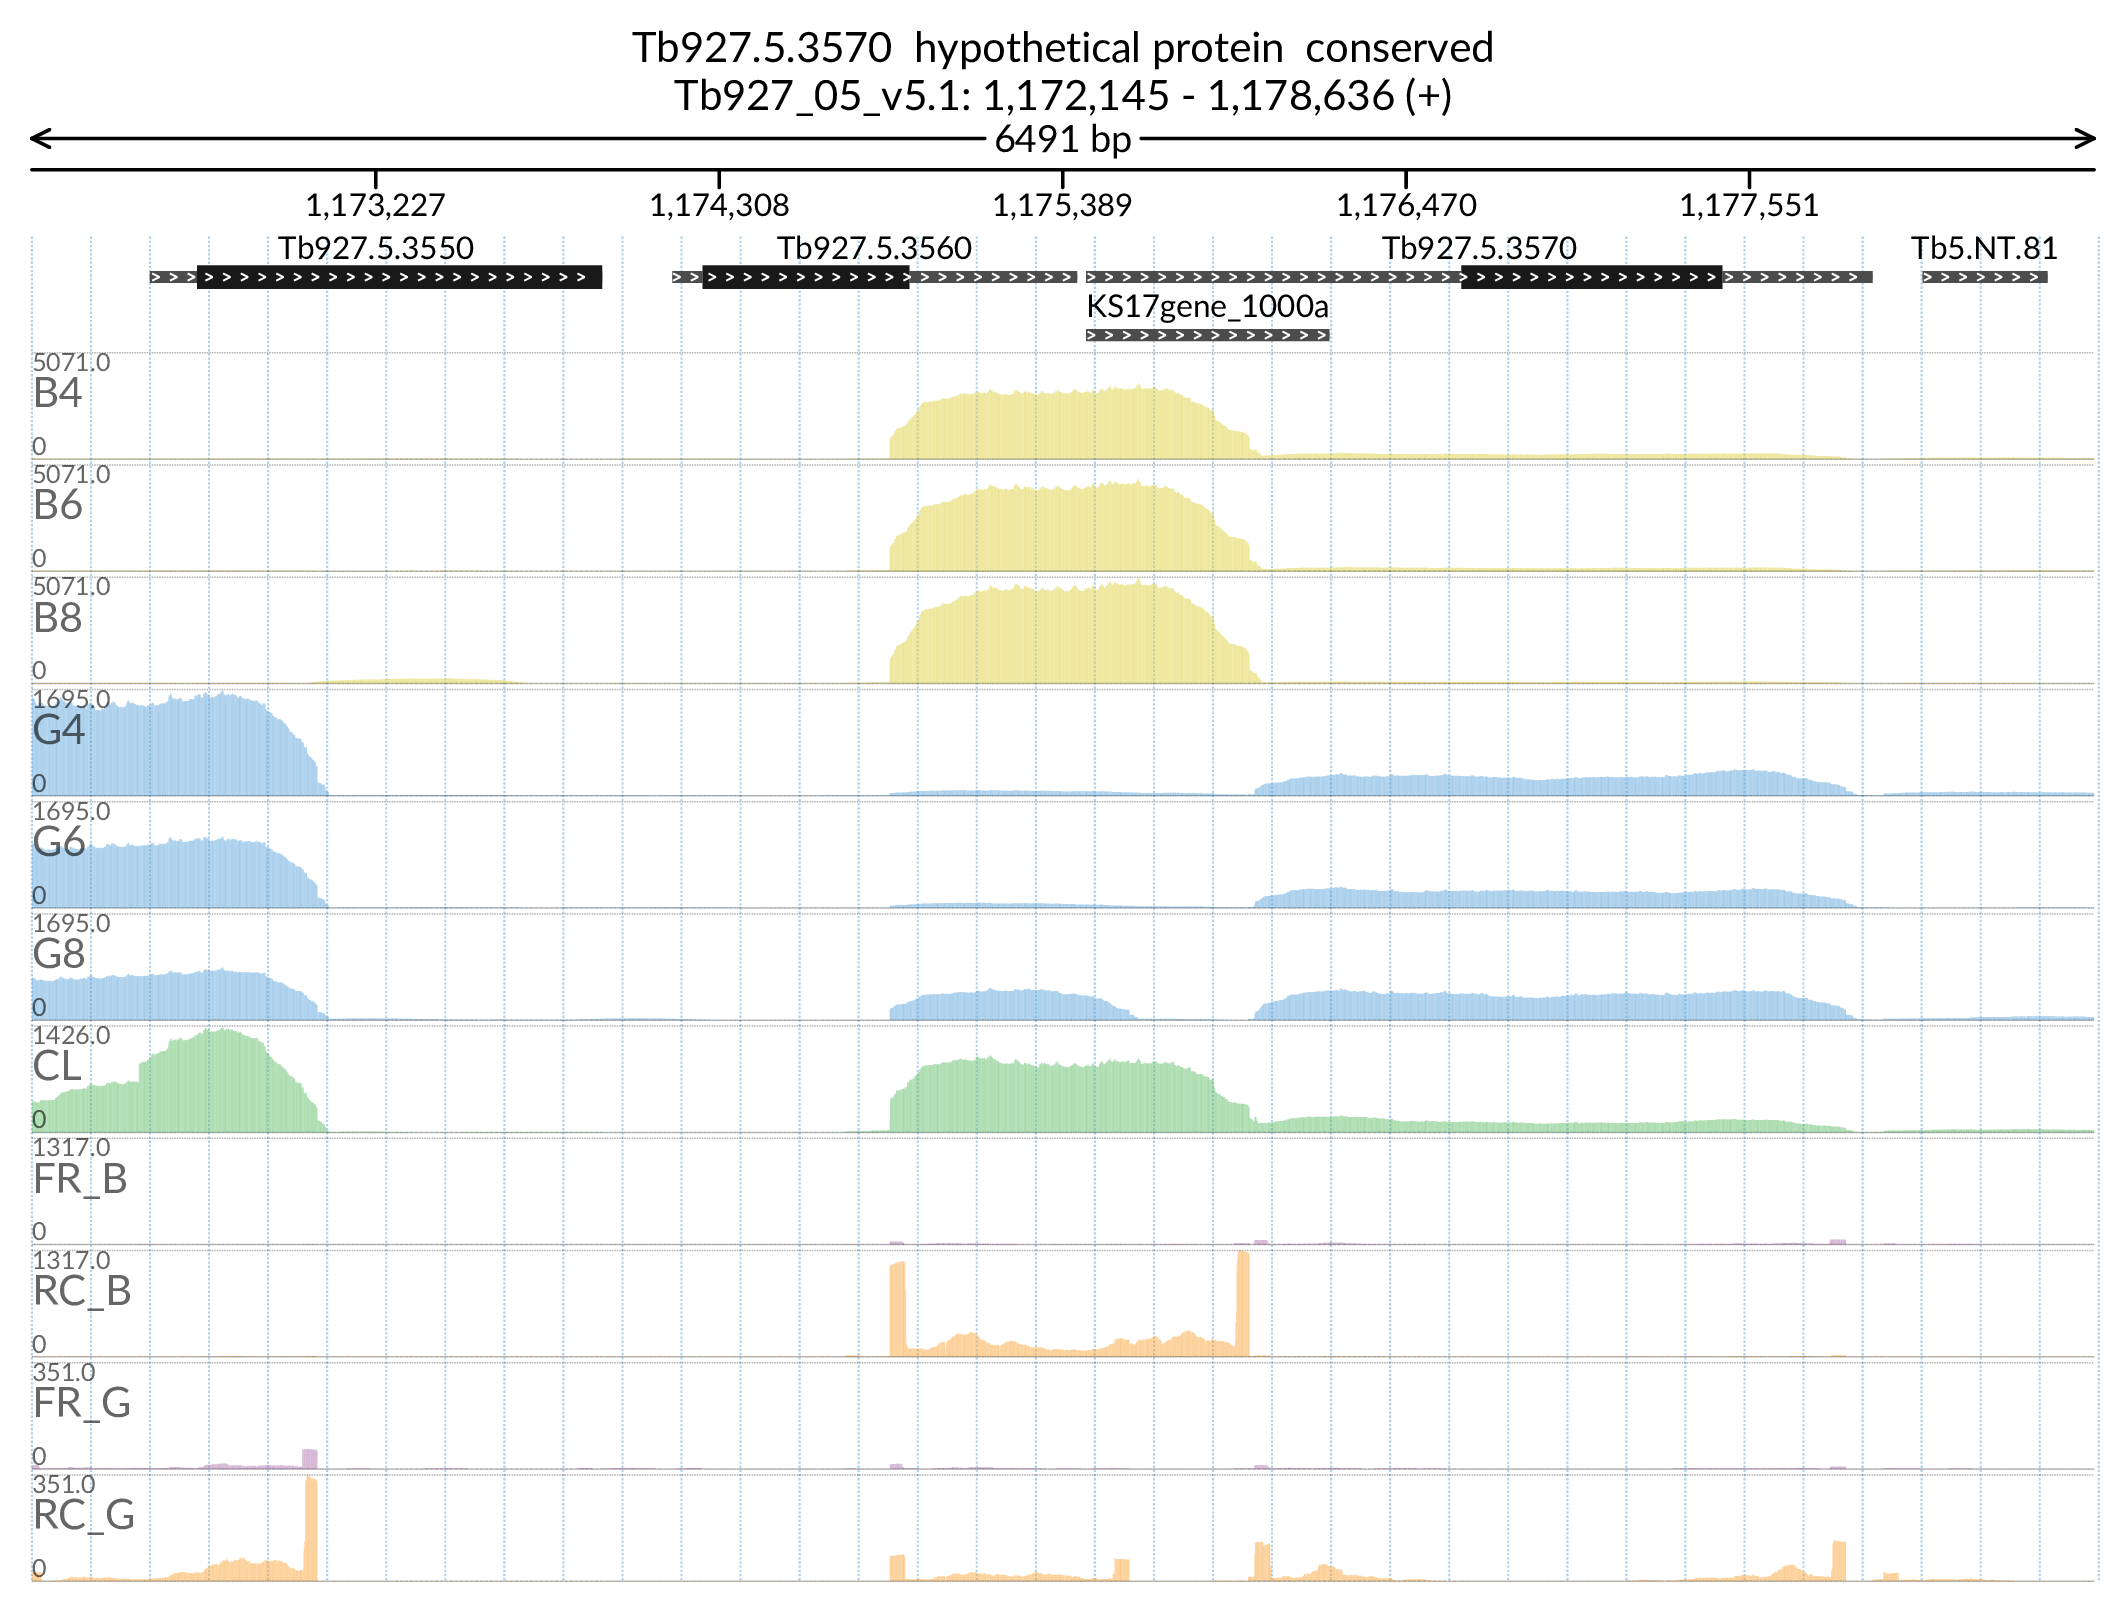 Tb927.5.3570  hypothetical protein  conserved
Tb927_05_v5.1: 1,172,145 - 1,178,636 (+)
6491 bp
1,173,227 1,174,308 1,175,389 1,176,470 1,177,551
Tb927.5.3550 Tb927.5.3560 Tb927.5.3570 Tb5.NT.81
KS17gene_1000a
5071.0
B4
0
5071.0
B6
0
5071.0
B8
0
1695.0
G4
0
1695.0
G6
0
1695.0
G8
0
1426.0
CL
0
1317.0
FR_B
0
1317.0
RC_B
0
351.0
FR_G
0
351.0
RC_G
0